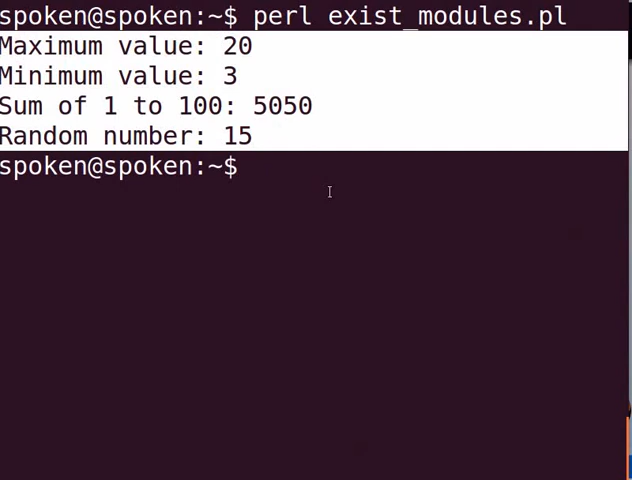 spoken@spoken:~$ perl exist_modules.pl
Maximum value: 20
Minimum value: 3
Sum of 1 to 100: 5050
Random number: 15
spoken@spoken:~$